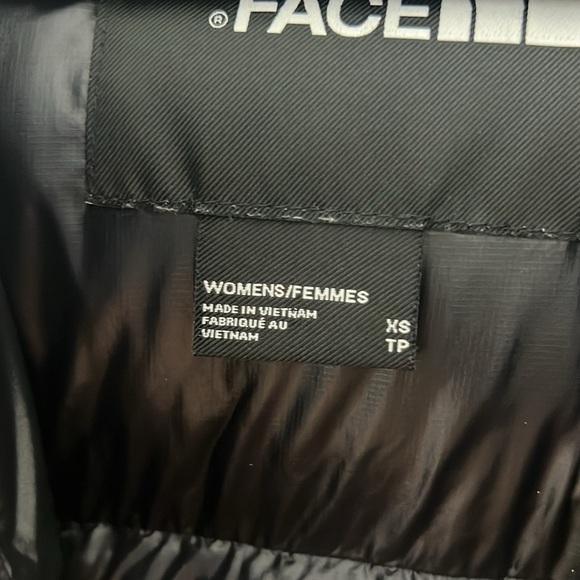 ® FACE
WOMENS/FEMMES
MADE IN VIETNAM
FABRIQUÉ AU
VIETNAM
XS
TP